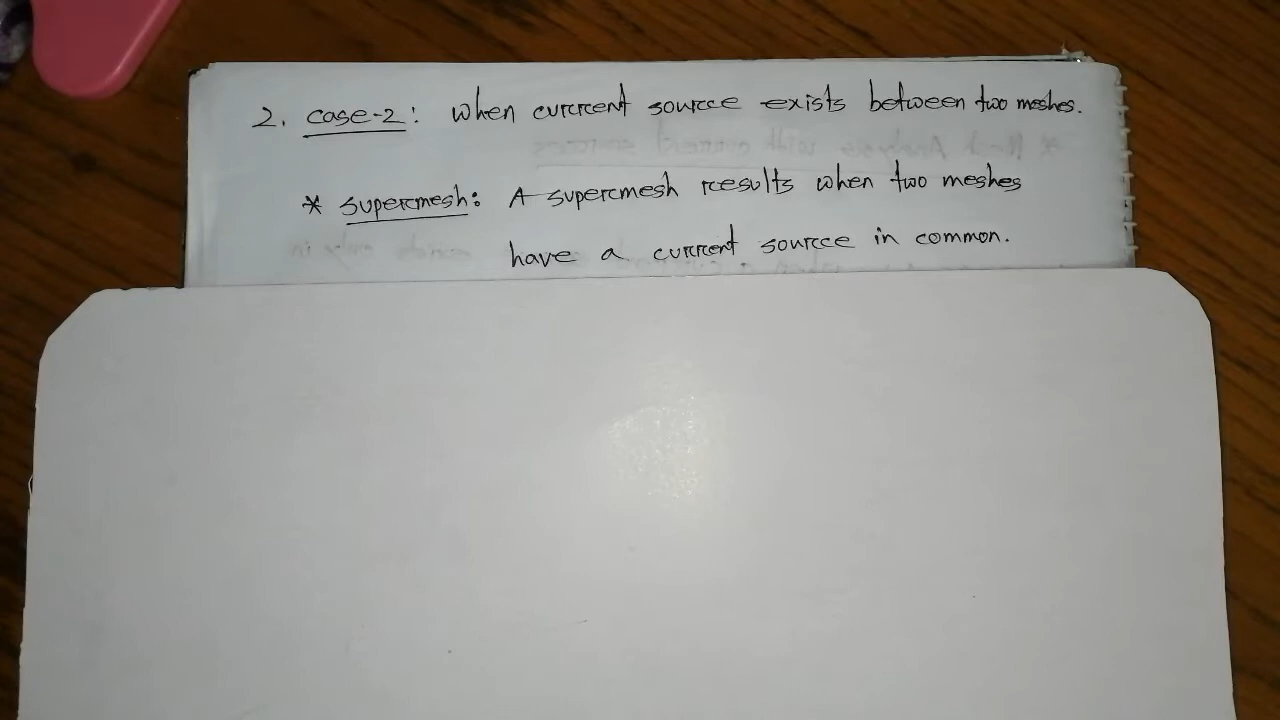 2. case-2: When current source exists between two meshes.
* supermesh: A supermesh results when two meshes
have a current source in common.